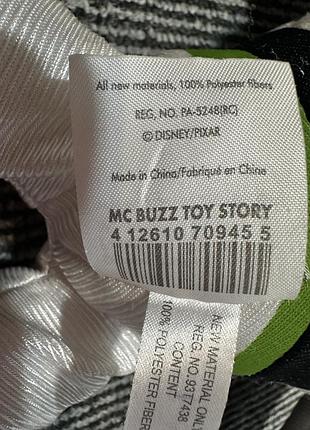 All new materials, 100% Polyester fibers
REG. NO. PA-5248(RC)
© DISNEY/PIXAR
Made in China/Fabriqué en Chine
MC BUZZ TOY STORY
4 12610 70945 5
NEW MATERIAL ONLY
REG.NO. 93T7438
CONTENT
100% POLYESTER FIBER